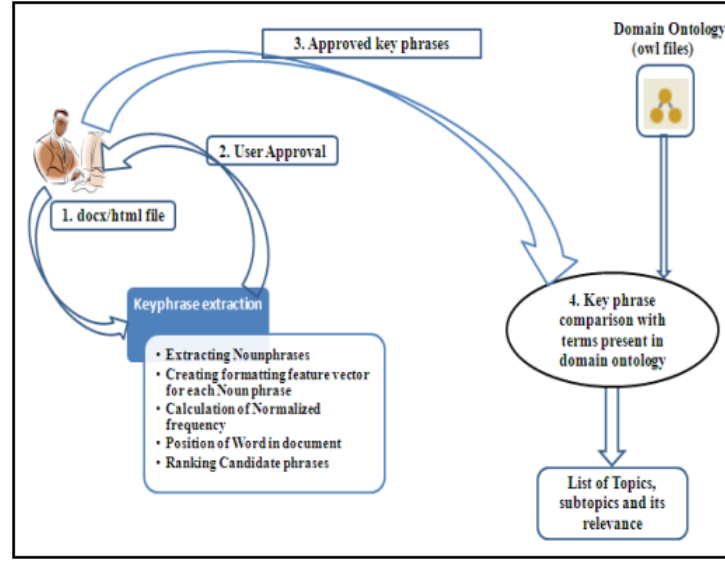 3. Approved key phrases
Domain Ontology
(owl files)
2. User Approval
1. docx/html file
Keyphrase extraction
• Extracting Nounphrases
• Creating formatting feature vector
for each Noun phrase
• Calculation of Normalized
frequency
• Position of Word in document
• Ranking Candidate phrases
4. Key phrase
comparison with
terms present in
domain ontology
List of Topics,
subtopics and its
relevance